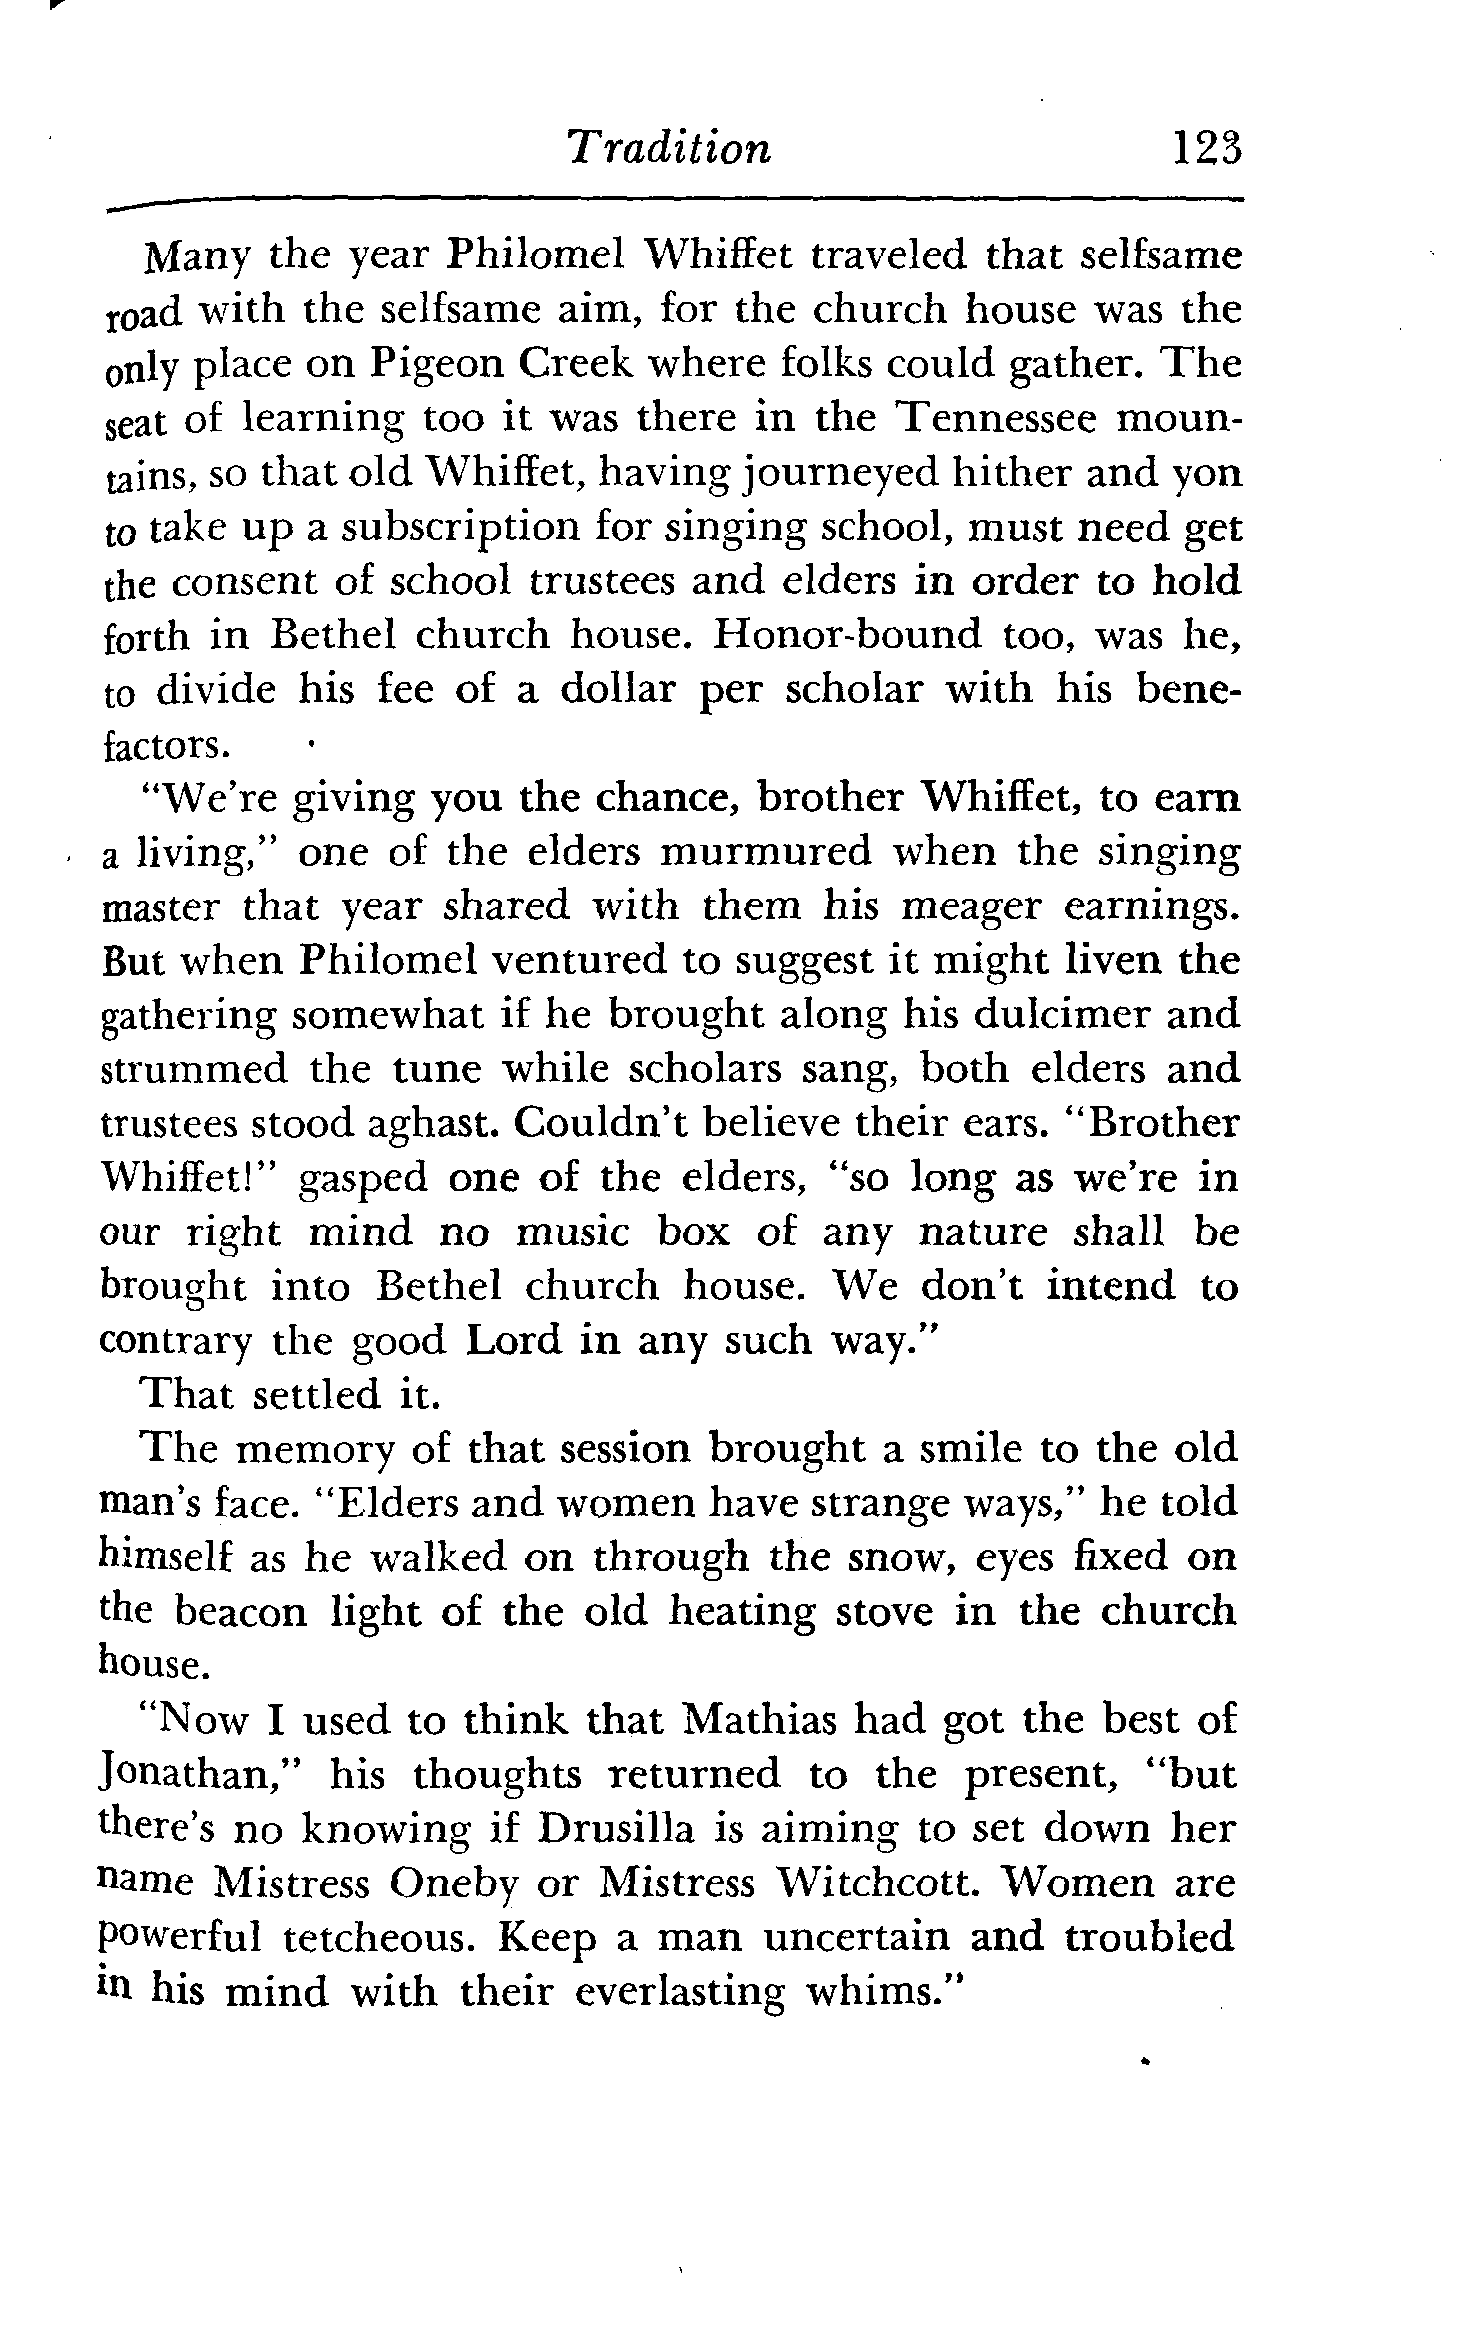 Tradition 123
Many the year Philomel Whiffet traveled that selfsame
road with the selfsame aim, for the church house was the
only place on Pigeon Creek where folks could gather. The
seat of learning too it was there in the Tennessee moun-
tains, so that old Whiffet, having journeyed hither and yon
to take up a subscription for singing school, must need get
the consent of school trustees and elders in order to hold
forth in Bethel church house. Honor-bound too, was he,
to divide his fee of a dollar per scholar with his bene-
factors.
"We're giving you the chance, brother Whiffet, to earn
a living," one of the elders murmured when the singing
master that year shared with them his meager earnings.
But when Philomel ventured to suggest it might liven the
gathering somewhat if he brought along his dulcimer and
strummed the tune while scholars sang, both elders and
trustees stood aghast. Couldn't believe their ears. "Brother
Whiffet!" gasped one of the elders, "so long as we're in
our right mind no music box of any nature shall be
brought into Bethel church house. We don't intend to
contrary the good Lord in any such way."
That settled it.
The memory of that session brought a smile to the old
man's face. "Elders and women have strange ways," he told
himself as he walked on through the snow, eyes fixed on
the beacon light of the old heating stove in the church
house.
"Now I used to think that Mathias had got the best of
Jonathan," his thoughts returned to the present, "but
there's no knowing if Drusilla is aiming to set down her
name Mistress Oneby or Mistress Witchcott. Women are
powerful tetcheous. Keep a man uncertain and troubled
in his mind with their everlasting whims."